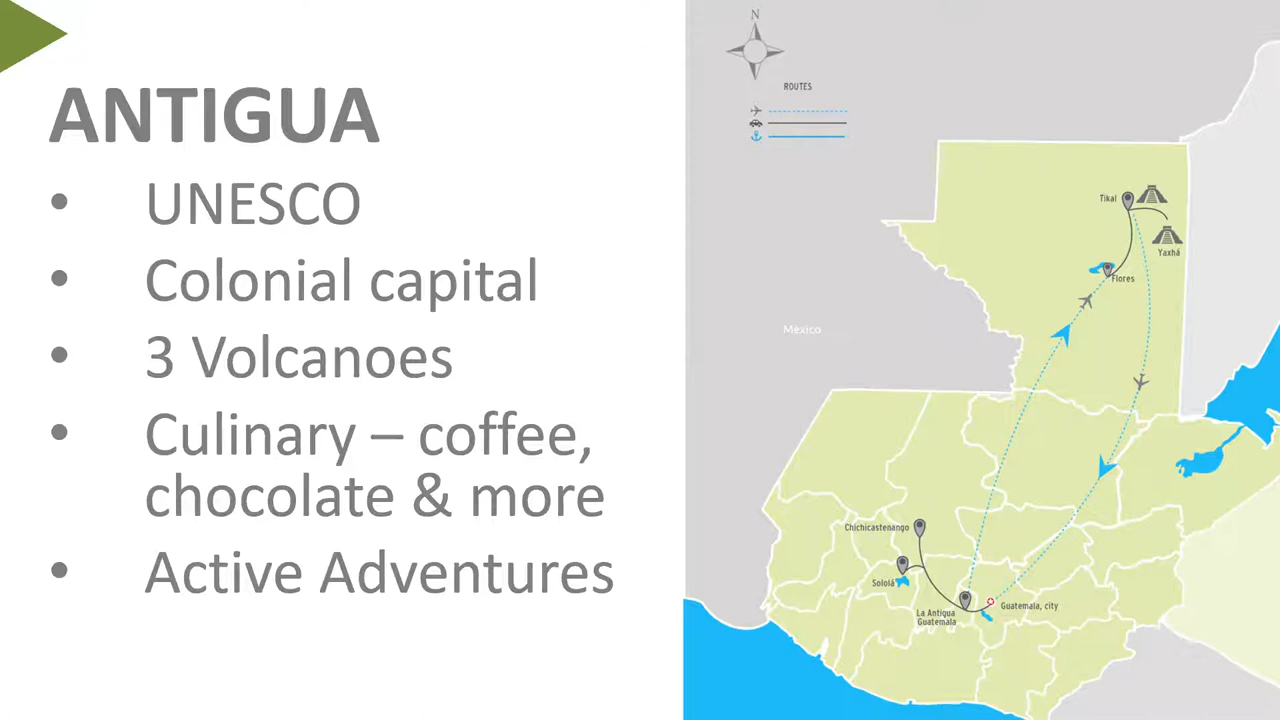 ANTIGUA
• UNESCO
• Colonial capital
• 3 Volcanoes
• Culinary – coffee,
chocolate & more
• Active Adventures
N
ROUTES
Tikal
Yaxhá
Flores
México
Chichicastenango
Sololá
La Antigua
Guatemala
Guatemala, city